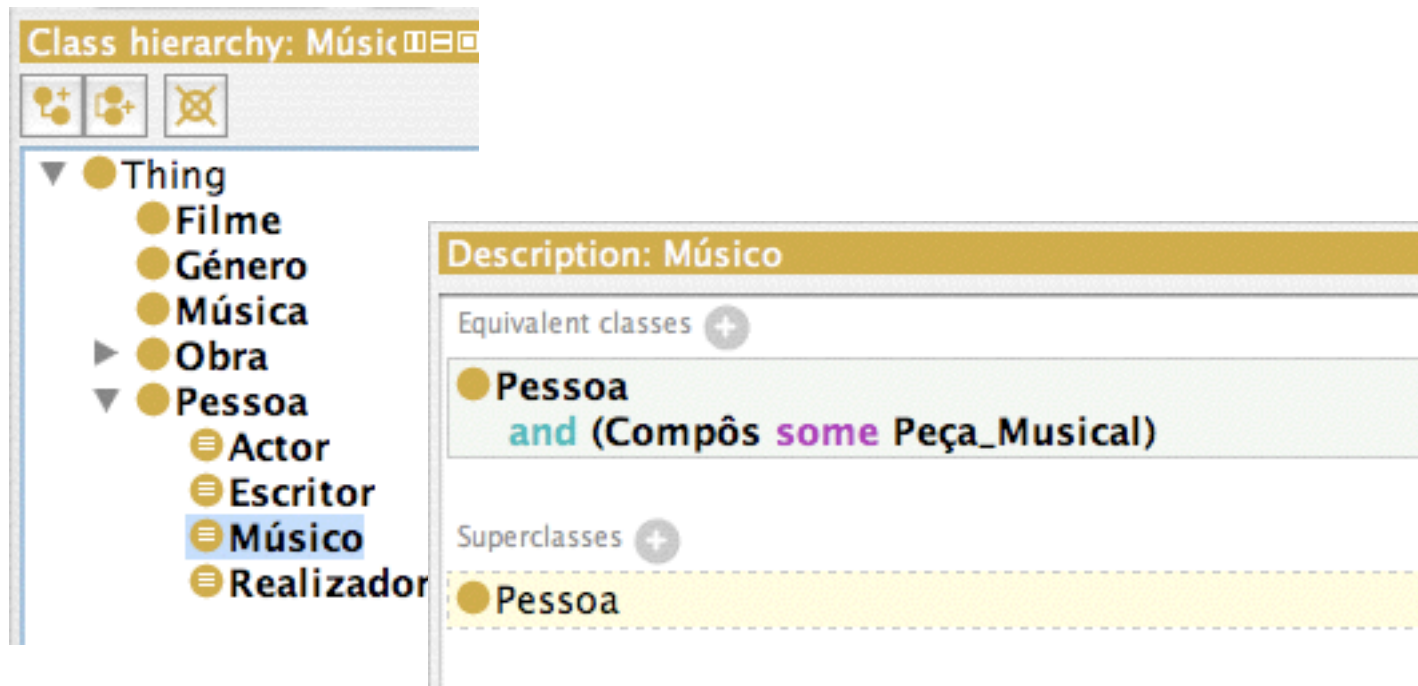 Class hierarchy: Músic
Thing
Filme
Género
Música
Obra
Pessoa
Actor
Escritor
Músico
Realizador
Description: Músico
Equivalent classes
Pessoa
and (Compôs some Peça_Musical)
Superclasses
Pessoa